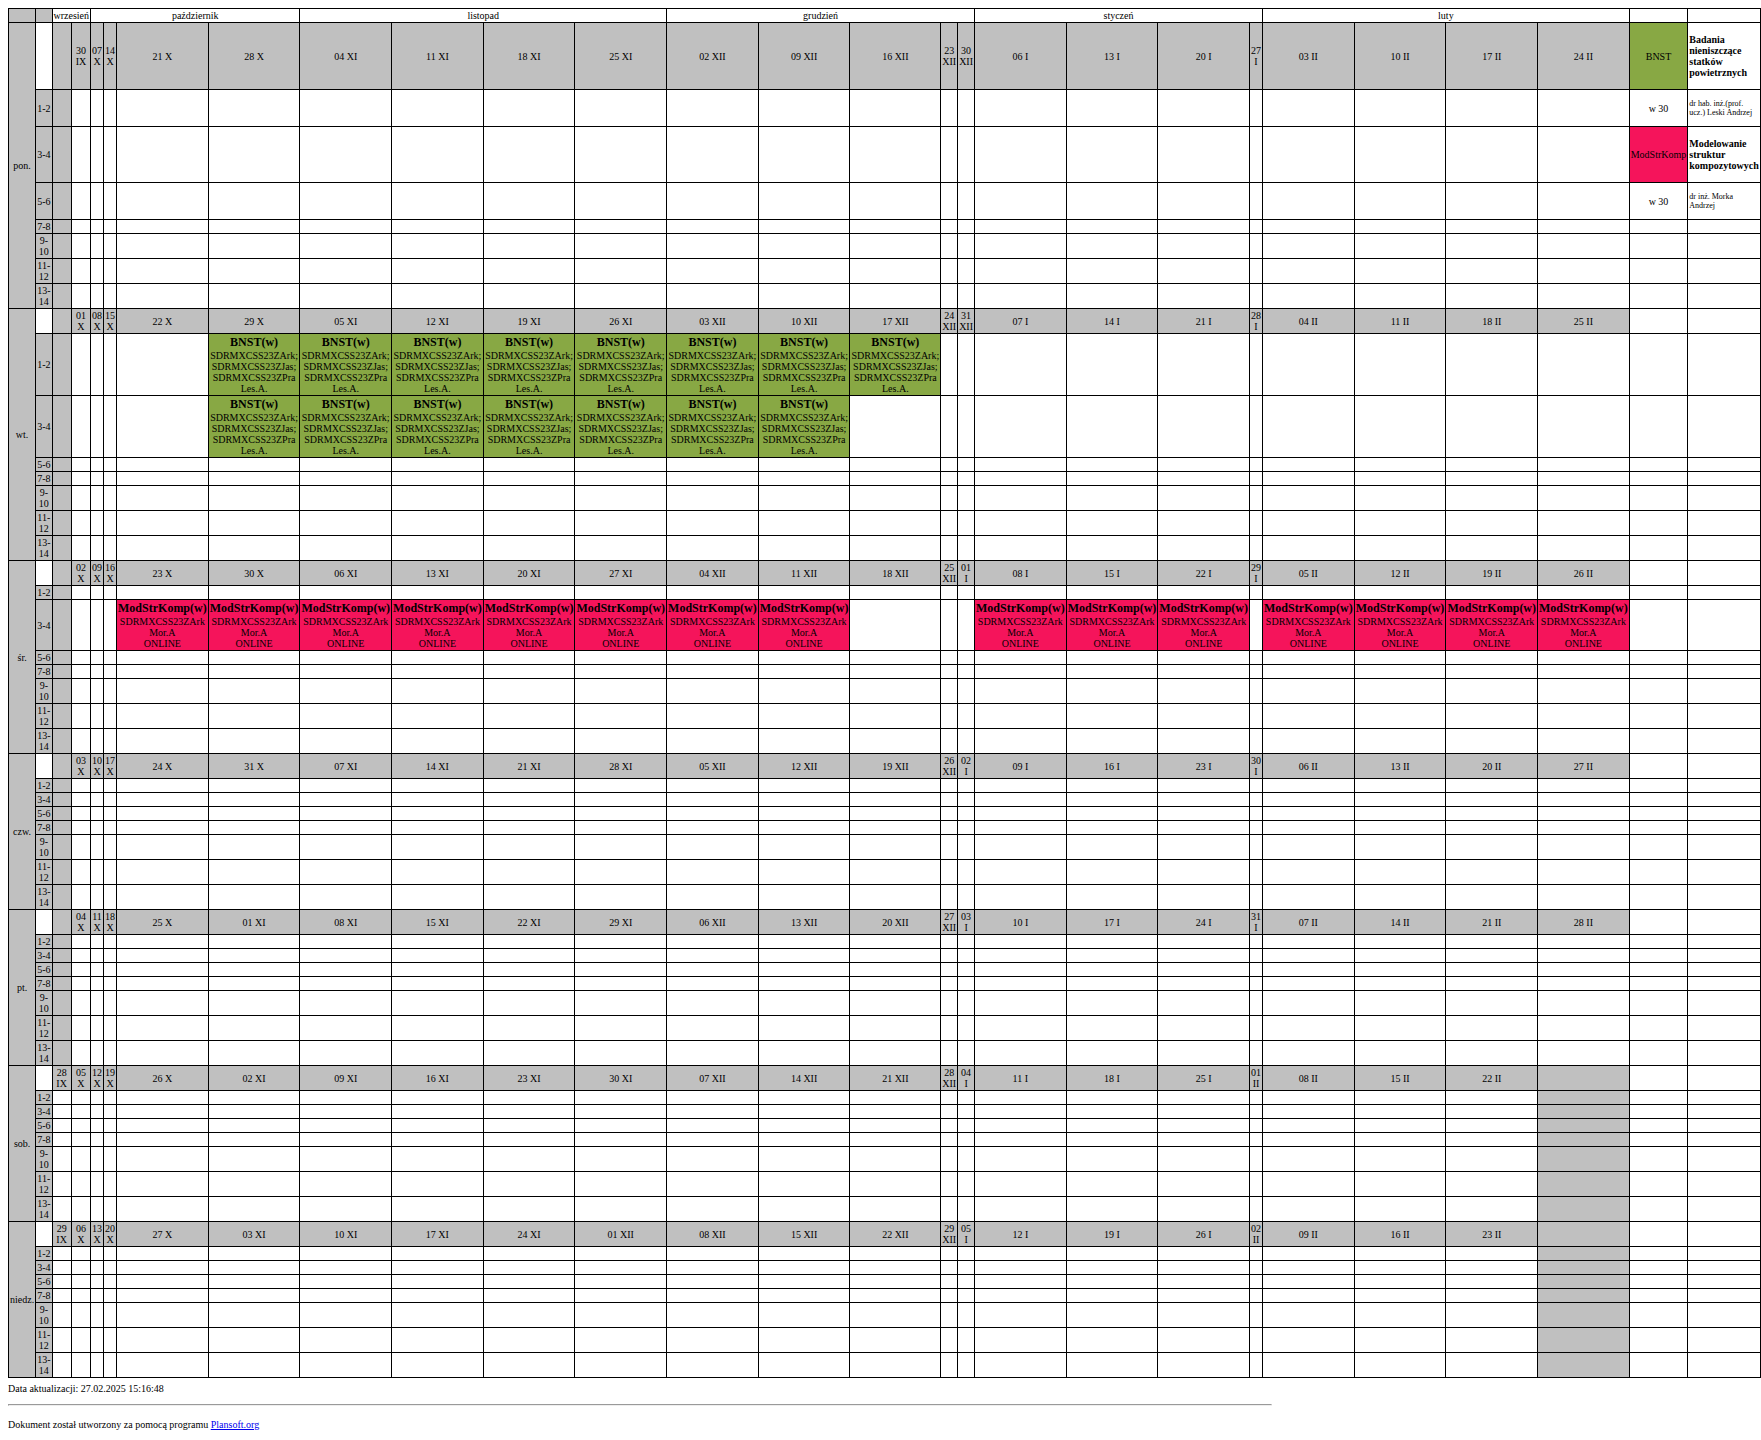 wrzesień październik listopad grudzień styczeń luty
pon. 30 IX 07 X 14 X 21 X 28 X 04 XI 11 XI 18 XI 25 XI 02 XII 09 XII 16 XII 23 XII 30 XII 06 I 13 I 20 I 27 I 03 II 10 II 17 II 24 II BNST Badania nieniszczące statków powietrznych
1-2 w 30 dr hab. inż.(prof. ucz.) Leski Andrzej
3-4 ModStrKomp Modelowanie struktur kompozytowych
5-6 w 30 dr inż. Morka Andrzej
7-8
9-10
11-12
13-14
wt. 01 X 08 X 15 X 22 X 29 X 05 XI 12 XI 19 XI 26 XI 03 XII 10 XII 17 XII 24 XII 31 XII 07 I 14 I 21 I 28 I 04 II 11 II 18 II 25 II
1-2 BNST(w) BNST(w) BNST(w) BNST(w) BNST(w) BNST(w) BNST(w) BNST(w)
SDRMXCSS23ZArk; SDRMXCSS23ZArk; SDRMXCSS23ZArk; SDRMXCSS23ZArk; SDRMXCSS23ZArk; SDRMXCSS23ZArk; SDRMXCSS23ZArk; SDRMXCSS23ZArk;
SDRMXCSS23ZJas; SDRMXCSS23ZJas; SDRMXCSS23ZJas; SDRMXCSS23ZJas; SDRMXCSS23ZJas; SDRMXCSS23ZJas; SDRMXCSS23ZJas; SDRMXCSS23ZJas;
SDRMXCSS23ZPra SDRMXCSS23ZPra SDRMXCSS23ZPra SDRMXCSS23ZPra SDRMXCSS23ZPra SDRMXCSS23ZPra SDRMXCSS23ZPra SDRMXCSS23ZPra
Les.A. Les.A. Les.A. Les.A. Les.A. Les.A. Les.A. Les.A.
3-4 BNST(w) BNST(w) BNST(w) BNST(w) BNST(w) BNST(w) BNST(w)
SDRMXCSS23ZArk; SDRMXCSS23ZArk; SDRMXCSS23ZArk; SDRMXCSS23ZArk; SDRMXCSS23ZArk; SDRMXCSS23ZArk; SDRMXCSS23ZArk;
SDRMXCSS23ZJas; SDRMXCSS23ZJas; SDRMXCSS23ZJas; SDRMXCSS23ZJas; SDRMXCSS23ZJas; SDRMXCSS23ZJas; SDRMXCSS23ZJas;
SDRMXCSS23ZPra SDRMXCSS23ZPra SDRMXCSS23ZPra SDRMXCSS23ZPra SDRMXCSS23ZPra SDRMXCSS23ZPra SDRMXCSS23ZPra
Les.A. Les.A. Les.A. Les.A. Les.A. Les.A. Les.A.
5-6
7-8
9-10
11-12
13-14
śr. 02 X 09 X 16 X 23 X 30 X 06 XI 13 XI 20 XI 27 XI 04 XII 11 XII 18 XII 25 XII 01 I 08 I 15 I 22 I 29 I 05 II 12 II 19 II 26 II
1-2
3-4 ModStrKomp(w) ModStrKomp(w) ModStrKomp(w) ModStrKomp(w) ModStrKomp(w) ModStrKomp(w) ModStrKomp(w) ModStrKomp(w) ModStrKomp(w) ModStrKomp(w) ModStrKomp(w) ModStrKomp(w) ModStrKomp(w) ModStrKomp(w) ModStrKomp(w)
SDRMXCSS23ZArk SDRMXCSS23ZArk SDRMXCSS23ZArk SDRMXCSS23ZArk SDRMXCSS23ZArk SDRMXCSS23ZArk SDRMXCSS23ZArk SDRMXCSS23ZArk SDRMXCSS23ZArk SDRMXCSS23ZArk SDRMXCSS23ZArk SDRMXCSS23ZArk SDRMXCSS23ZArk SDRMXCSS23ZArk SDRMXCSS23ZArk
Mor.A Mor.A Mor.A Mor.A Mor.A Mor.A Mor.A Mor.A Mor.A Mor.A Mor.A Mor.A Mor.A Mor.A Mor.A
ONLINE ONLINE ONLINE ONLINE ONLINE ONLINE ONLINE ONLINE ONLINE ONLINE ONLINE ONLINE ONLINE ONLINE ONLINE
5-6
7-8
9-10
11-12
13-14
czw. 03 X 10 X 17 X 24 X 31 X 07 XI 14 XI 21 XI 28 XI 05 XII 12 XII 19 XII 26 XII 02 I 09 I 16 I 23 I 30 I 06 II 13 II 20 II 27 II
1-2
3-4
5-6
7-8
9-10
11-12
13-14
pt. 04 X 11 X 18 X 25 X 01 XI 08 XI 15 XI 22 XI 29 XI 06 XII 13 XII 20 XII 27 XII 03 I 10 I 17 I 24 I 31 I 07 II 14 II 21 II 28 II
1-2
3-4
5-6
7-8
9-10
11-12
13-14
sob. 28 IX 05 X 12 X 19 X 26 X 02 XI 09 XI 16 XI 23 XI 30 XI 07 XII 14 XII 21 XII 28 XII 04 I 11 I 18 I 25 I 01 II 08 II 15 II 22 II
1-2
3-4
5-6
7-8
9-10
11-12
13-14
niedz. 29 IX 06 X 13 X 20 X 27 X 03 XI 10 XI 17 XI 24 XI 01 XII 08 XII 15 XII 22 XII 29 XII 05 I 12 I 19 I 26 I 02 II 09 II 16 II 23 II
1-2
3-4
5-6
7-8
9-10
11-12
13-14
Data aktualizacji: 27.02.2025 15:16:48
Dokument został utworzony za pomocą programu Plansoft.org